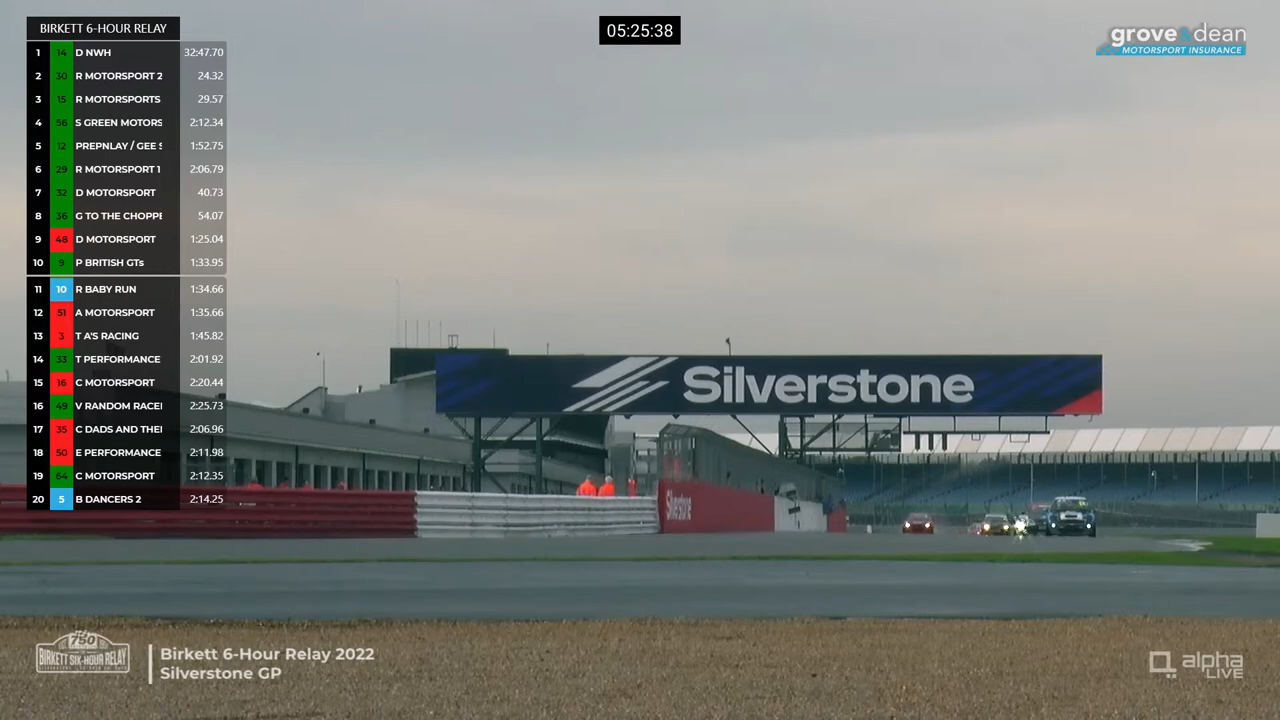 BIRKETT 6-HOUR RELAY
1 14 D NWH 32:47.70
2 30 R MOTORSPORT 2 24.32
3 15 R MOTORSPORTS 29.57
4 56 S GREEN MOTORS 2:12.34
5 12 PREPNLAY / GEE S 1:52.75
6 29 R MOTORSPORT 1 2:06.79
7 32 D MOTORSPORT 40.73
8 36 G TO THE CHOPPE 54.07
9 48 D MOTORSPORT 1:25.04
10 9 P BRITISH GTs 1:33.95
11 10 R BABY RUN 1:34.66
12 51 A MOTORSPORT 1:35.66
13 3 T A'S RACING 1:45.82
14 33 T PERFORMANCE 2:01.92
15 16 C MOTORSPORT 2:20.44
16 49 V RANDOM RACEI 2:25.73
17 35 C DADS AND THEI 2:06.96
18 50 E PERFORMANCE 2:11.98
19 64 C MOTORSPORT 2:12.35
20 5 B DANCERS 2 2:14.25
05:25:38
grove&dean
MOTORSPORT INSURANCE
Silverstone
Silverstone
750
BIRKETT SIX-HOUR RELAY
Birkett 6-Hour Relay 2022
Silverstone GP
alpha
LIVE